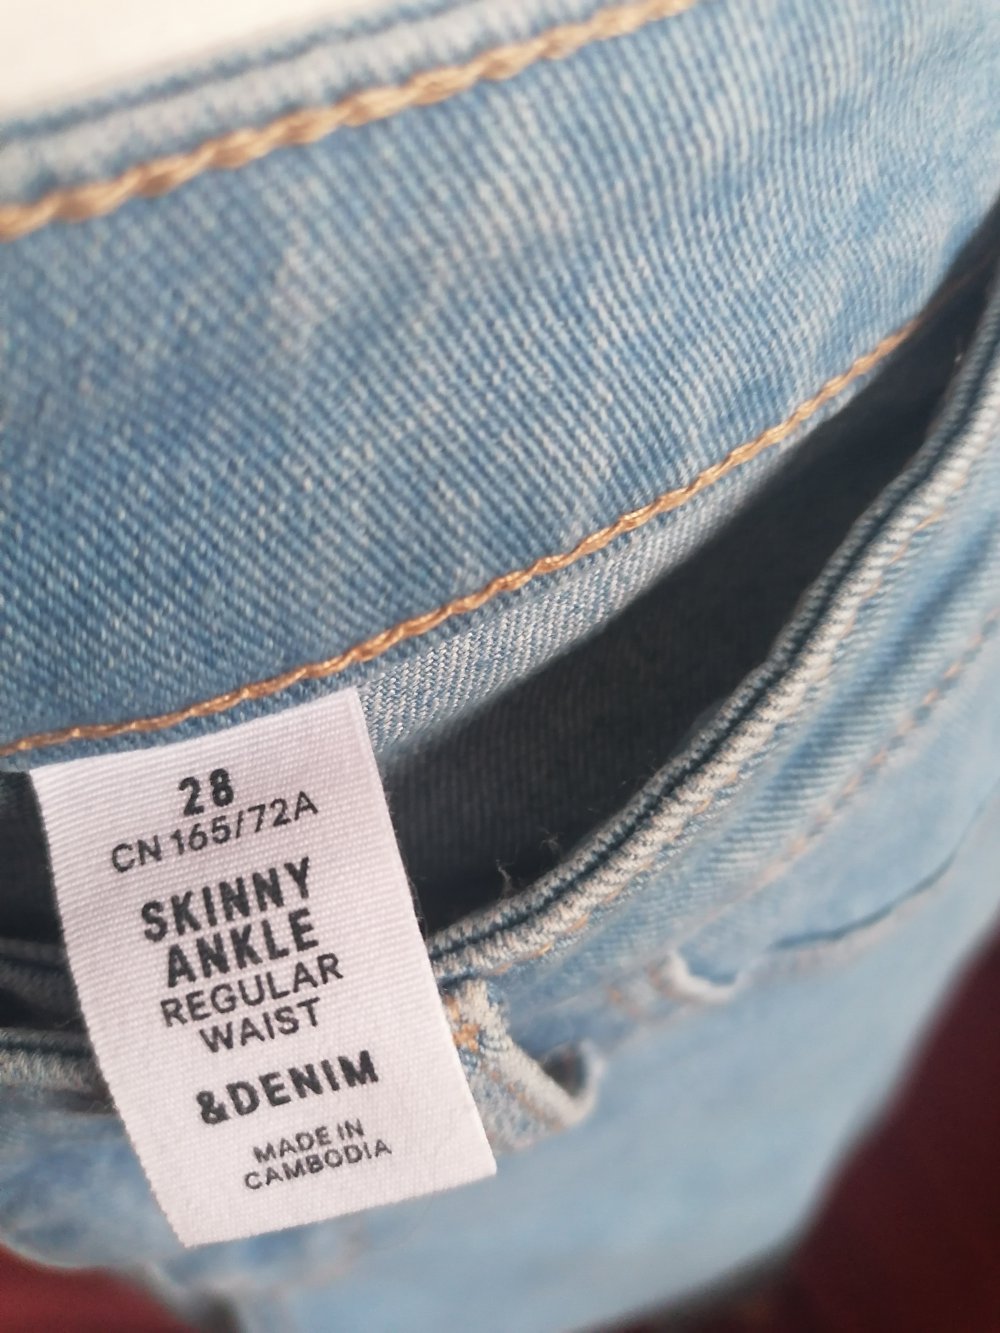 28
CN 165/72A
SKINNY
ANKLE
REGULAR
WAIST
&DENIM
MADE IN
CAMBODIA